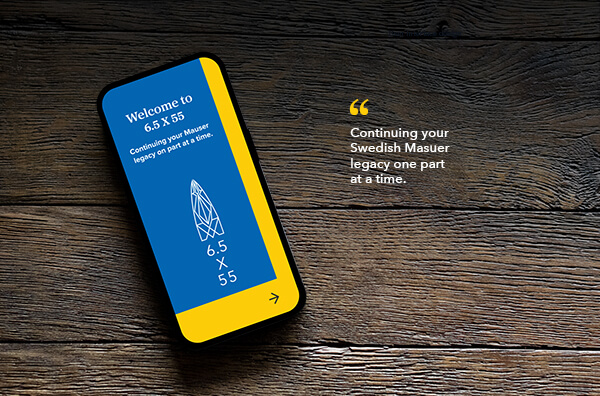 Welcome to
6.5 X 55
Continuing your Mauser
legacy on part at a time.
6.5
X
55
“
Continuing your
Swedish Masuer
legacy one part
at a time.